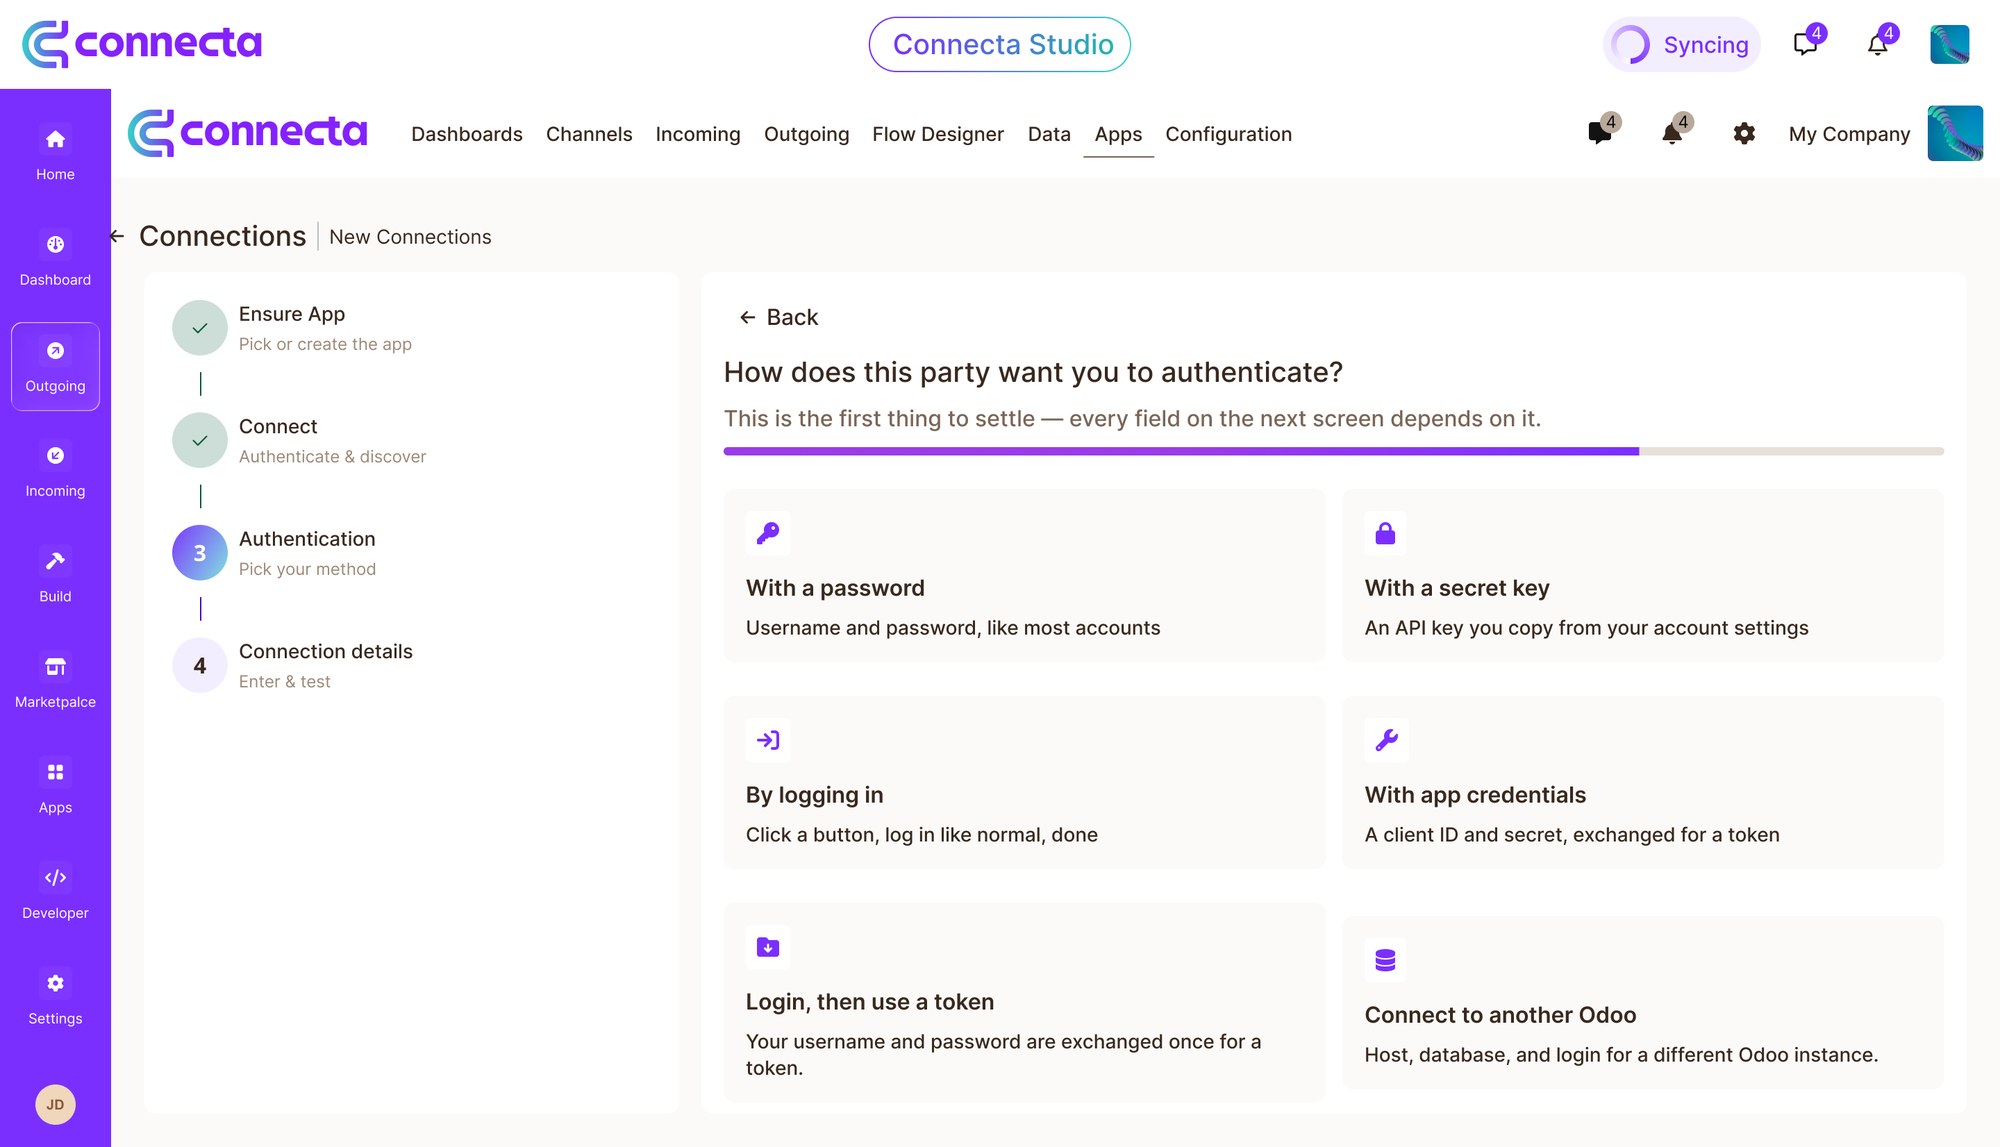 connecta
Connecta Studio
Syncing
4
4
Home
Dashboard
Outgoing
Incoming
Build
Marketpalce
Apps
Developer
Settings
JD
connecta
Dashboards Channels Incoming Outgoing Flow Designer Data Apps Configuration
4
4
My Company
Connections
New Connections
Ensure App
Pick or create the app
Connect
Authenticate & discover
3
Authentication
Pick your method
4
Connection details
Enter & test
Back
How does this party want you to authenticate?
This is the first thing to settle — every field on the next screen depends on it.
With a password
Username and password, like most accounts
With a secret key
An API key you copy from your account settings
By logging in
Click a button, log in like normal, done
With app credentials
A client ID and secret, exchanged for a token
Login, then use a token
Your username and password are exchanged once for a
token.
Connect to another Odoo
Host, database, and login for a different Odoo instance.